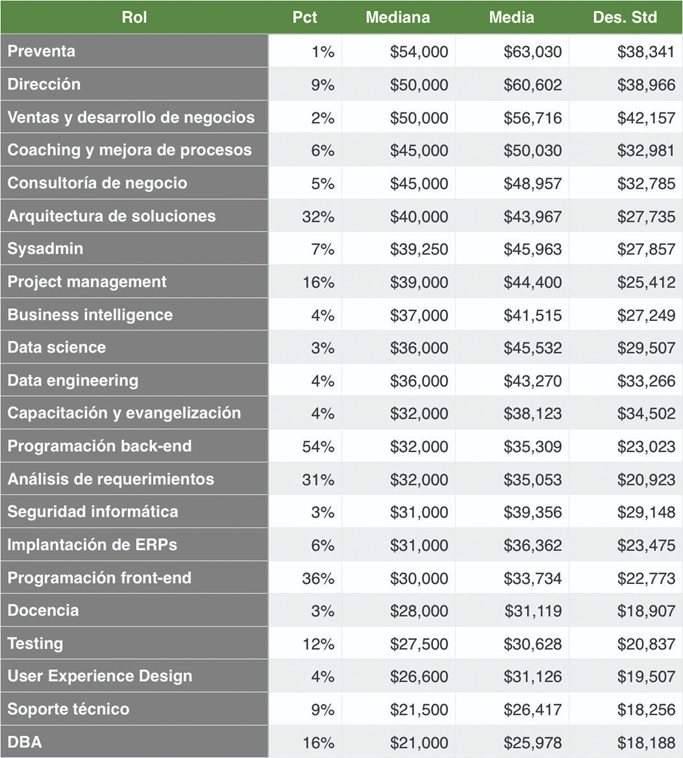 Rol Pct Mediana Media Des. Std
Preventa 1% $54,000 $63,030 $38,341
Dirección 9% $50,000 $60,602 $38,966
Ventas y desarrollo de negocios 2% $50,000 $56,716 $42,157
Coaching y mejora de procesos 6% $45,000 $50,030 $32,981
Consultoría de negocio 5% $45,000 $48,957 $32,785
Arquitectura de soluciones 32% $40,000 $43,967 $27,735
Sysadmin 7% $39,250 $45,963 $27,857
Project management 16% $39,000 $44,400 $25,412
Business intelligence 4% $37,000 $41,515 $27,249
Data science 3% $36,000 $45,532 $29,507
Data engineering 4% $36,000 $43,270 $33,266
Capacitación y evangelización 4% $32,000 $38,123 $34,502
Programación back-end 54% $32,000 $35,309 $23,023
Análisis de requerimientos 31% $32,000 $35,053 $20,923
Seguridad informática 3% $31,000 $39,356 $29,148
Implantación de ERPs 6% $31,000 $36,362 $23,475
Programación front-end 36% $30,000 $33,734 $22,773
Docencia 3% $28,000 $31,119 $18,907
Testing 12% $27,500 $30,628 $20,837
User Experience Design 4% $26,600 $31,126 $19,507
Soporte técnico 9% $21,500 $26,417 $18,256
DBA 16% $21,000 $25,978 $18,188